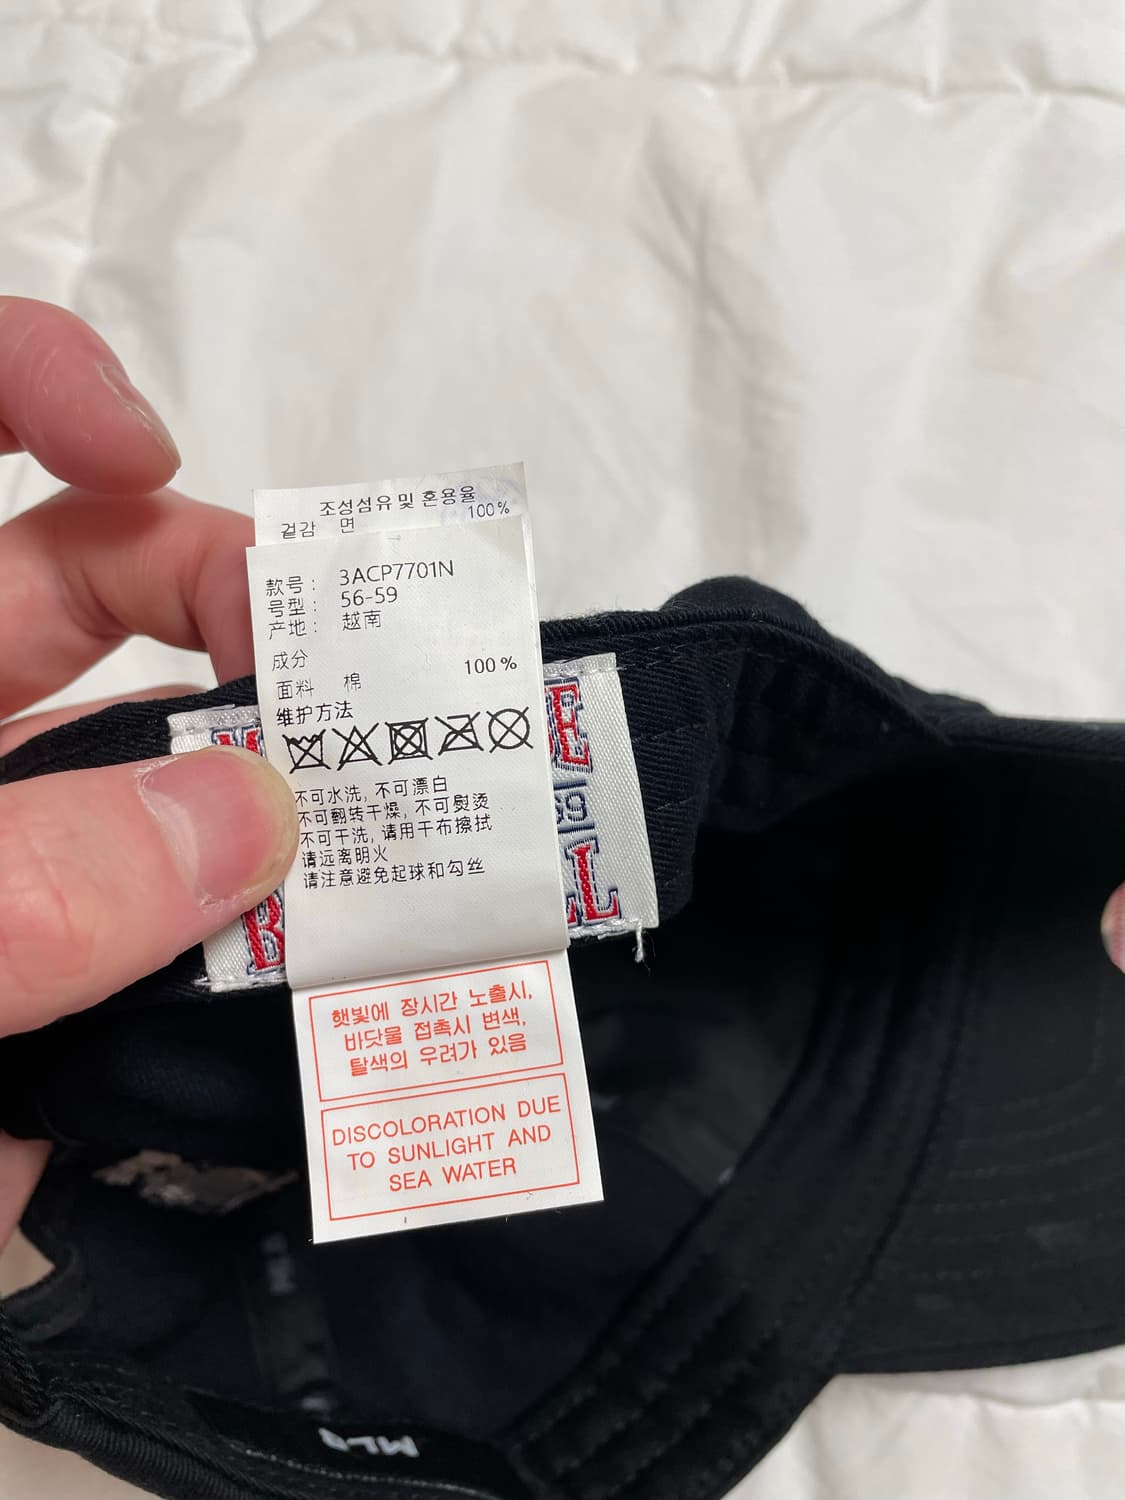 조성섬유 및 혼용율
겉감 면 100%
款号： 3ACP7701N
号型： 56-59
产地： 越南
成分
面料 棉 100%
维护方法
不可水洗, 不可漂白
不可翻转干燥, 不可熨烫
不可干洗, 请用干布擦拭
请远离明火
请注意避免起球和勾丝
햇빛에 장시간 노출시,
바닷물 접촉시 변색,
탈색의 우려가 있음
DISCOLORATION DUE
TO SUNLIGHT AND
SEA WATER